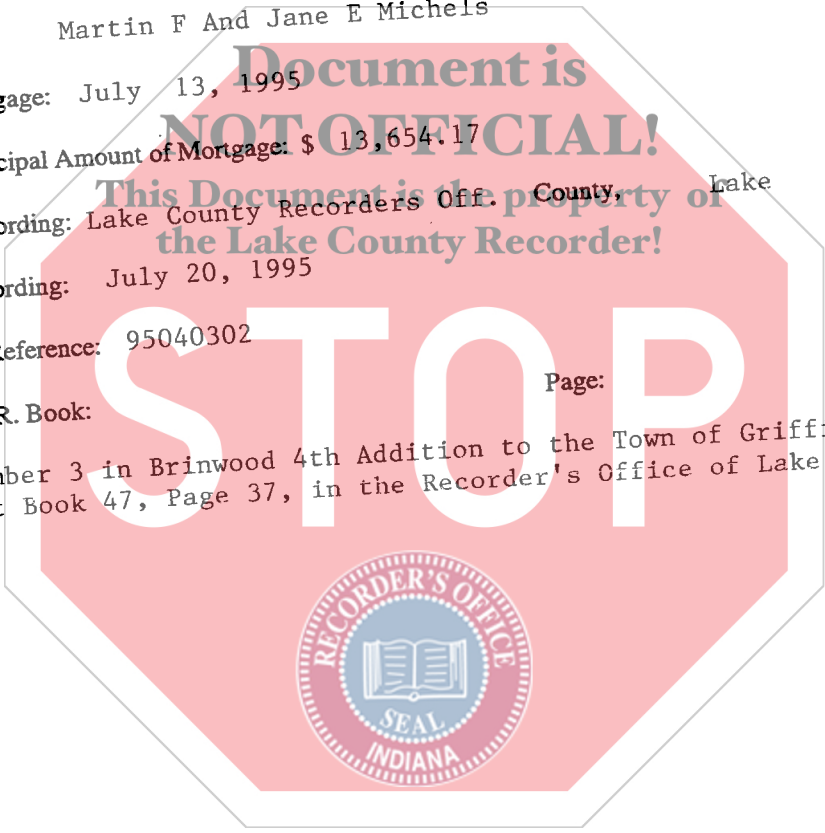 Martin F And Jane E Michels
Document is
gage: July 13, 1995
NOT OFFICIAL!
cipal Amount of Mortgage: $ 13,654.17
This Document is the property of
ording: Lake County Recorders Off. County, Lake
the Lake County Recorder!
ording: July 20, 1995
STOP
eference: 95040302
Page:
R. Book:
ber 3 in Brinwood 4th Addition to the Town of Griff
t Book 47, Page 37, in the Recorder's Office of Lake
RECORDER'S OFFICE
SEAL
INDIANA